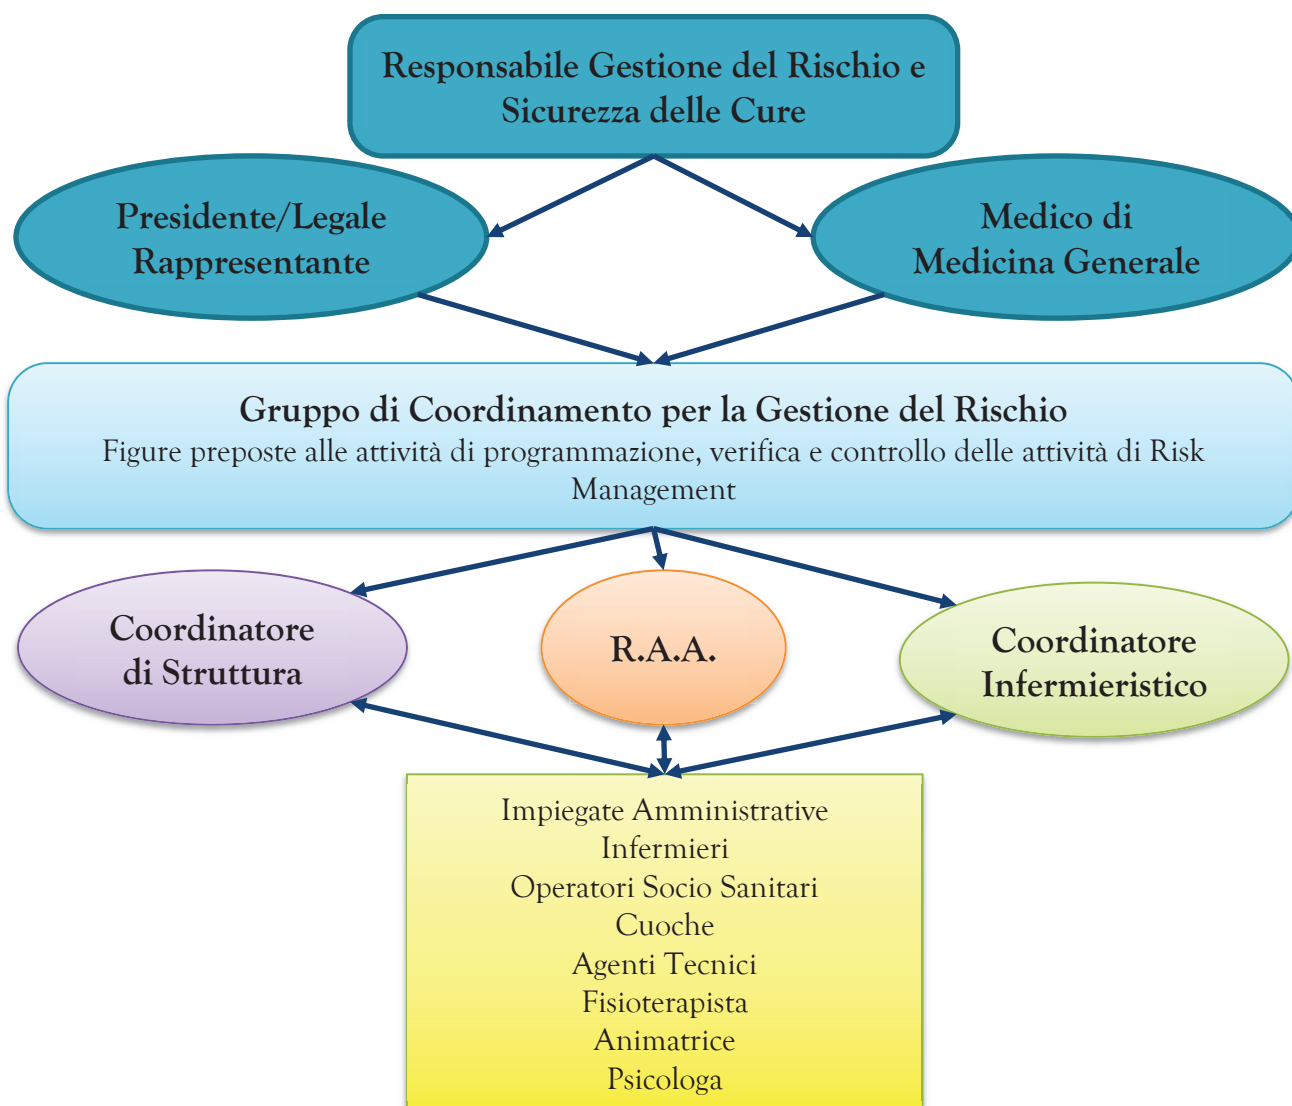 Responsabile Gestione del Rischio e
Sicurezza delle Cure
Presidente/Legale
Rappresentante
Medico di
Medicina Generale
Gruppo di Coordinamento per la Gestione del Rischio
Figure preposte alle attività di programmazione, verifica e controllo delle attività di Risk
Management
Coordinatore
di Struttura
R.A.A.
Coordinatore
Infermieristico
Impiegate Amministrative
Infermieri
Operatori Socio Sanitari
Cuoche
Agenti Tecnici
Fisioterapista
Animatrice
Psicologa